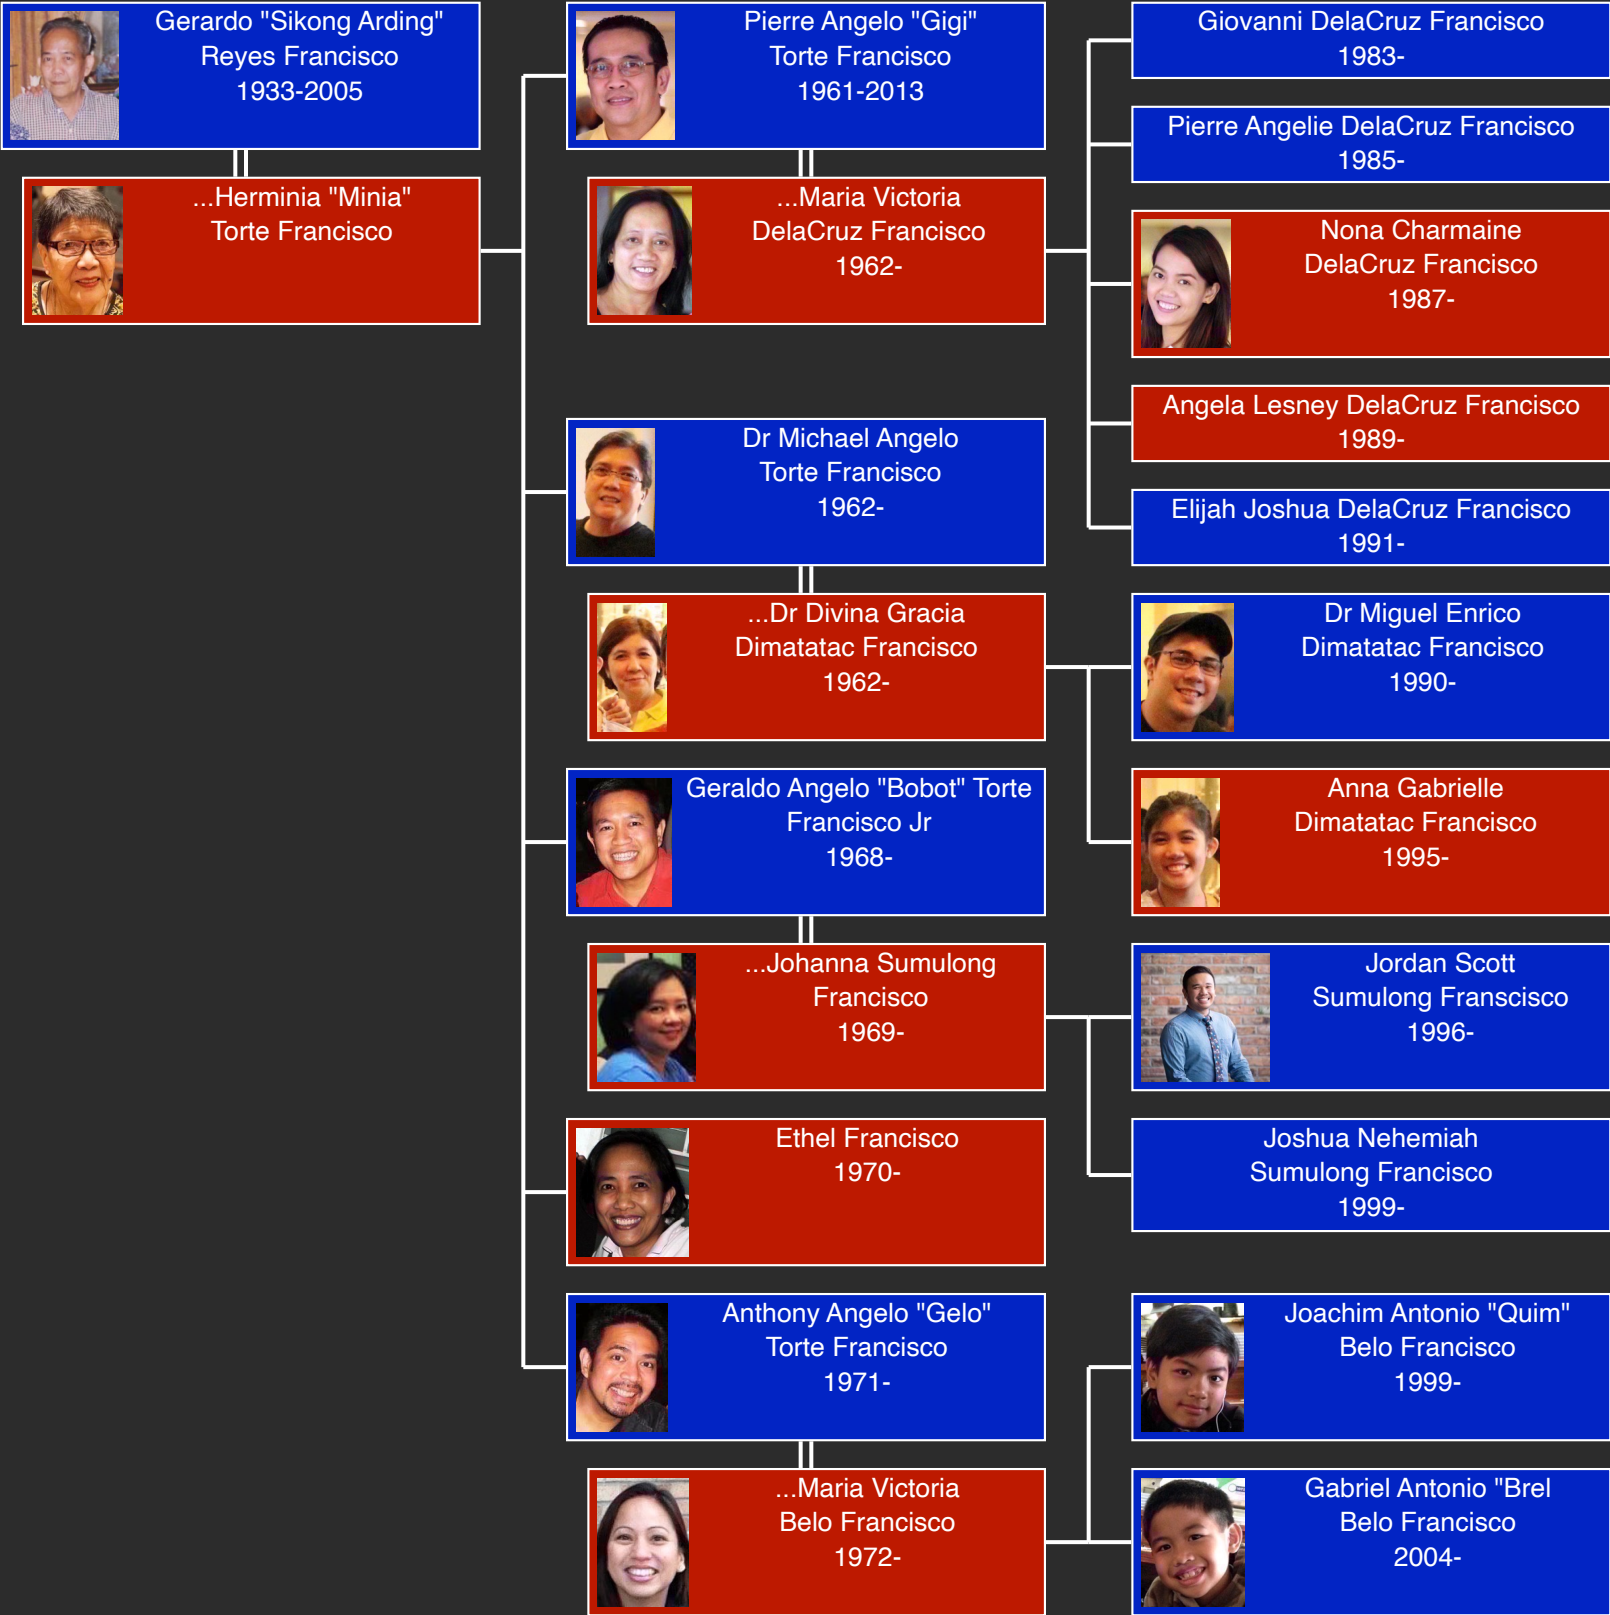 Gerardo "Sikong Arding"
Reyes Francisco
1933-2005
...Herminia "Minia"
Torte Francisco
Pierre Angelo "Gigi"
Torte Francisco
1961-2013
...Maria Victoria
DelaCruz Francisco
1962-
Giovanni DelaCruz Francisco
1983-
Pierre Angelie DelaCruz Francisco
1985-
Nona Charmaine
DelaCruz Francisco
1987-
Angela Lesney DelaCruz Francisco
1989-
Elijah Joshua DelaCruz Francisco
1991-
Dr Michael Angelo
Torte Francisco
1962-
...Dr Divina Gracia
Dimatatac Francisco
1962-
Dr Miguel Enrico
Dimatatac Francisco
1990-
Anna Gabrielle
Dimatatac Francisco
1995-
Geraldo Angelo "Bobot" Torte
Francisco Jr
1968-
...Johanna Sumulong
Francisco
1969-
Jordan Scott
Sumulong Franscisco
1996-
Joshua Nehemiah
Sumulong Francisco
1999-
Ethel Francisco
1970-
Anthony Angelo "Gelo"
Torte Francisco
1971-
...Maria Victoria
Belo Francisco
1972-
Joachim Antonio "Quim"
Belo Francisco
1999-
Gabriel Antonio "Brel
Belo Francisco
2004-